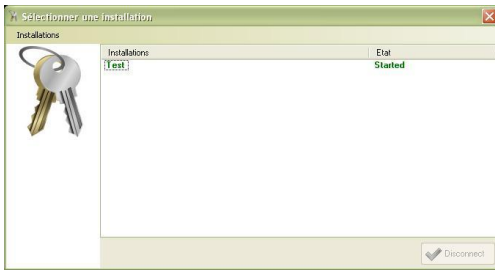 Sélectionner une installation
Installations
Installations Etat
Test Started
Disconnect